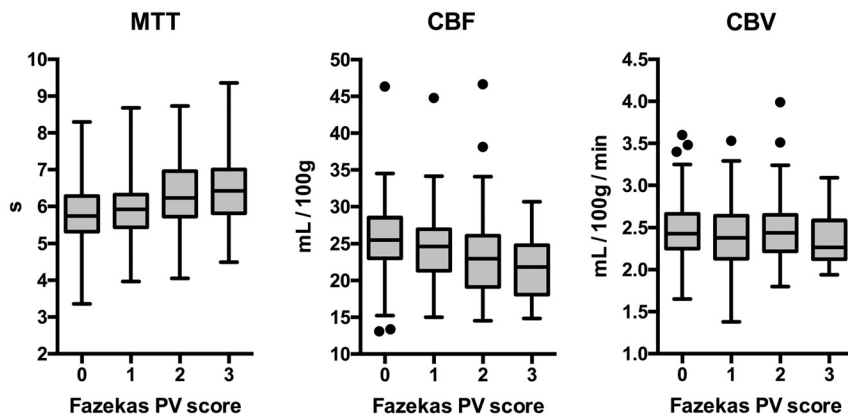 MTT
10
9
8
7
6
5
4
3
2
s
0 1 2 3
Fazekas PV score
CBF
50
45
40
35
30
25
20
15
10
mL / 100g
0 1 2 3
Fazekas PV score
CBV
4.5
4.0
3.5
3.0
2.5
2.0
1.5
1.0
mL / 100g / min
0 1 2 3
Fazekas PV score